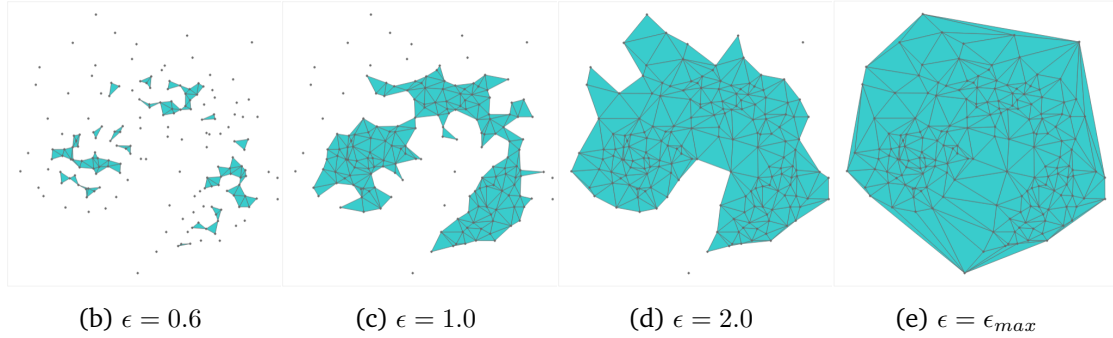 (b) ϵ = 0.6 (c) ϵ = 1.0 (d) ϵ = 2.0 (e) ϵ = ϵ_max